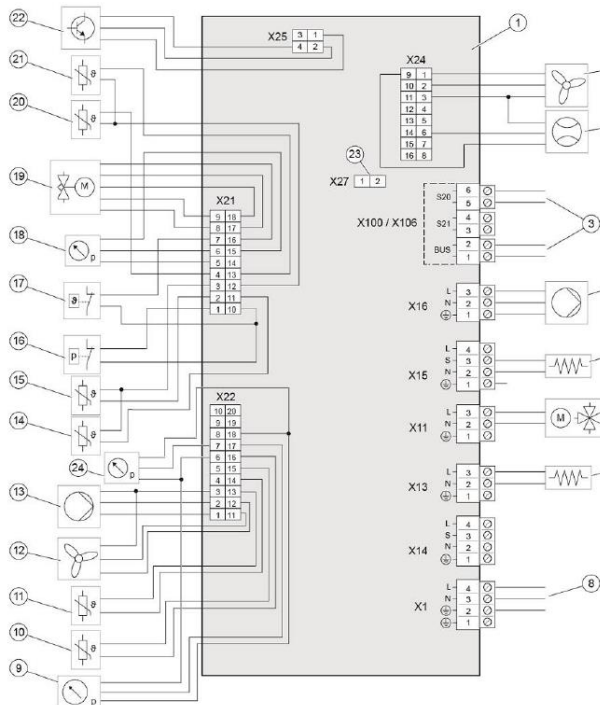 22
X25
3 1
4 2
1
21
20
X24
9 1
10 2
11 3
12 4
13 5
14 6
15 7
16 8
ϑ
ϑ
23
X27
1 2
19
M
X21
9 18
8 17
7 16
6 15
5 14
4 13
3 12
2 11
1 10
S20
S21
BUS
6
5
4
3
2
1
X100 / X106
3
18
p
17
ϑ
X16
L 3
N 2
1
16
p
15
ϑ
X15
L 4
S 3
N 2
1
14
ϑ
X22
10 20
9 19
8 18
7 17
6 16
5 15
4 14
3 13
2 12
1 11
X11
L 3
N 2
1
M
24
p
13
X13
L 3
N 2
1
12
X14
L 4
S 3
N 2
1
11
ϑ
X1
L 4
N 3
2
1
8
10
ϑ
9
p